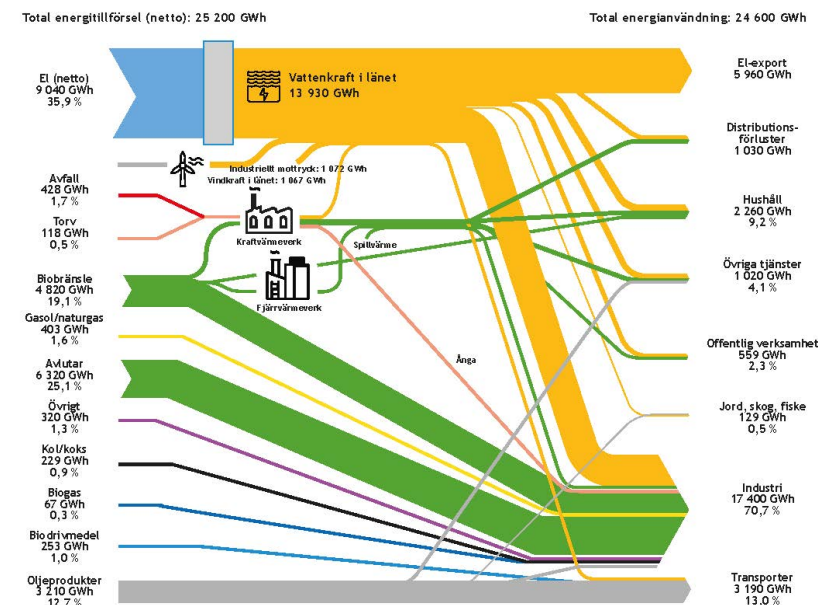 Total energitillförsel (netto): 25 200 GWh
Total energianvändning: 24 600 GWh
El (netto)
9 040 GWh
35,9 %
Avfall
428 GWh
1,7 %
Torv
118 GWh
0,5 %
Biobränsle
4 820 GWh
19,1 %
Gasol/naturgas
403 GWh
1,6 %
Avlutar
6 320 GWh
25,1 %
Övrigt
320 GWh
1,3 %
Kol/koks
229 GWh
0,9 %
Biogas
67 GWh
0,3 %
Biodrivmedel
253 GWh
1,0 %
Oljeprodukter
3 210 GWh
12,7 %
Vattenkraft i länet
13 930 GWh
Industriellt mottryck: 1 072 GWh
Vindkraft i länet: 1 067 GWh
Kraftvärmeverk
Spillvärme
Fjärrvärmeverk
Ånga
El-export
5 960 GWh
Distributions-
förluster
1 030 GWh
Hushåll
2 260 GWh
9,2 %
Övriga tjänster
1 020 GWh
4,1 %
Offentlig verksamhet
559 GWh
2,3 %
Jord, skog, fiske
129 GWh
0,5 %
Industri
17 400 GWh
70,7 %
Transporter
3 190 GWh
13,0 %